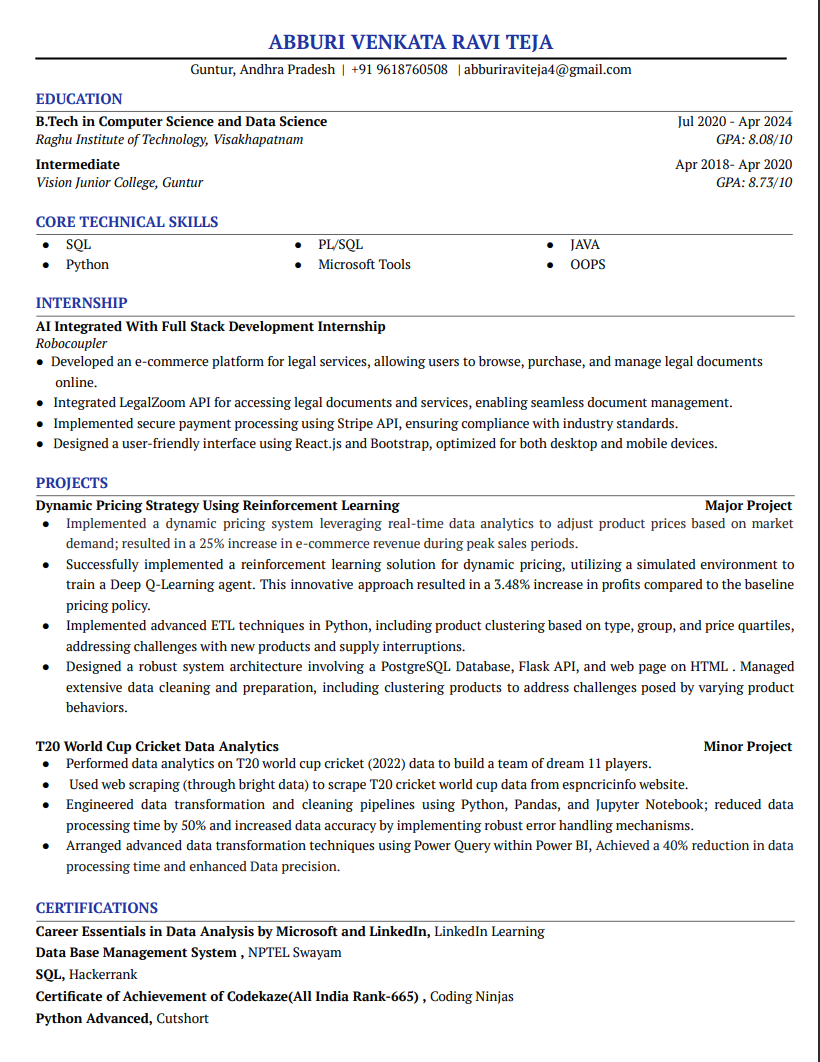 ABBURI VENKATA RAVI TEJA
Guntur, Andhra Pradesh | +91 9618760508 | abburiraviteja4@gmail.com
EDUCATION
B.Tech in Computer Science and Data Science Jul 2020 - Apr 2024
Raghu Institute of Technology, Visakhapatnam GPA: 8.08/10
Intermediate Apr 2018- Apr 2020
Vision Junior College, Guntur GPA: 8.73/10
CORE TECHNICAL SKILLS
● SQL ● PL/SQL ● JAVA
● Python ● Microsoft Tools ● OOPS
INTERNSHIP
AI Integrated With Full Stack Development Internship
Robocoupler
● Developed an e-commerce platform for legal services, allowing users to browse, purchase, and manage legal documents
online.
● Integrated LegalZoom API for accessing legal documents and services, enabling seamless document management.
● Implemented secure payment processing using Stripe API, ensuring compliance with industry standards.
● Designed a user-friendly interface using React.js and Bootstrap, optimized for both desktop and mobile devices.
PROJECTS
Dynamic Pricing Strategy Using Reinforcement Learning Major Project
● Implemented a dynamic pricing system leveraging real-time data analytics to adjust product prices based on market
demand; resulted in a 25% increase in e-commerce revenue during peak sales periods.
● Successfully implemented a reinforcement learning solution for dynamic pricing, utilizing a simulated environment to
train a Deep Q-Learning agent. This innovative approach resulted in a 3.48% increase in profits compared to the baseline
pricing policy.
● Implemented advanced ETL techniques in Python, including product clustering based on type, group, and price quartiles,
addressing challenges with new products and supply interruptions.
● Designed a robust system architecture involving a PostgreSQL Database, Flask API, and web page on HTML . Managed
extensive data cleaning and preparation, including clustering products to address challenges posed by varying product
behaviors.
T20 World Cup Cricket Data Analytics Minor Project
● Performed data analytics on T20 world cup cricket (2022) data to build a team of dream 11 players.
● Used web scraping (through bright data) to scrape T20 cricket world cup data from espncricinfo website.
● Engineered data transformation and cleaning pipelines using Python, Pandas, and Jupyter Notebook; reduced data
processing time by 50% and increased data accuracy by implementing robust error handling mechanisms.
● Arranged advanced data transformation techniques using Power Query within Power BI, Achieved a 40% reduction in data
processing time and enhanced Data precision.
CERTIFICATIONS
Career Essentials in Data Analysis by Microsoft and LinkedIn, LinkedIn Learning
Data Base Management System , NPTEL Swayam
SQL, Hackerrank
Certificate of Achievement of Codekaze(All India Rank-665) , Coding Ninjas
Python Advanced, Cutshort